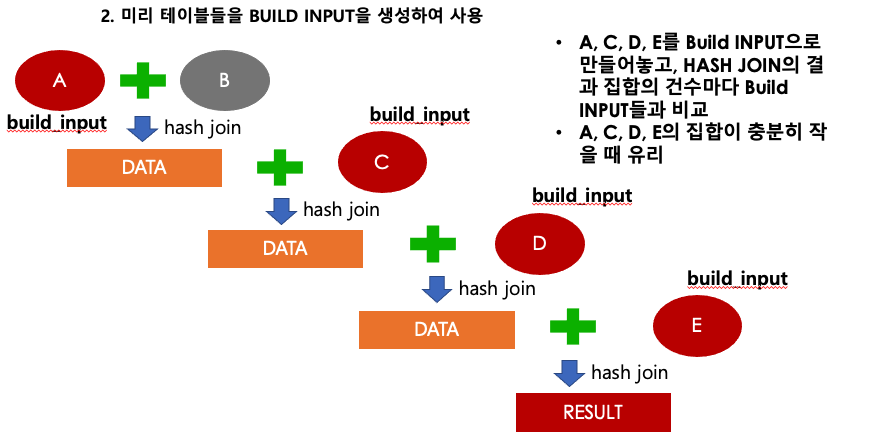 2. 미리 테이블들을 BUILD INPUT을 생성하여 사용
• A, C, D, E를 Build INPUT으로
만들어놓고, HASH JOIN의 결
과 집합의 건수마다 Build
INPUT들과 비교
• A, C, D, E의 집합이 충분히 작
을 때 유리
A
B
build_input
hash join
DATA
build_input
C
hash join
DATA
build_input
D
hash join
DATA
build_input
E
hash join
RESULT